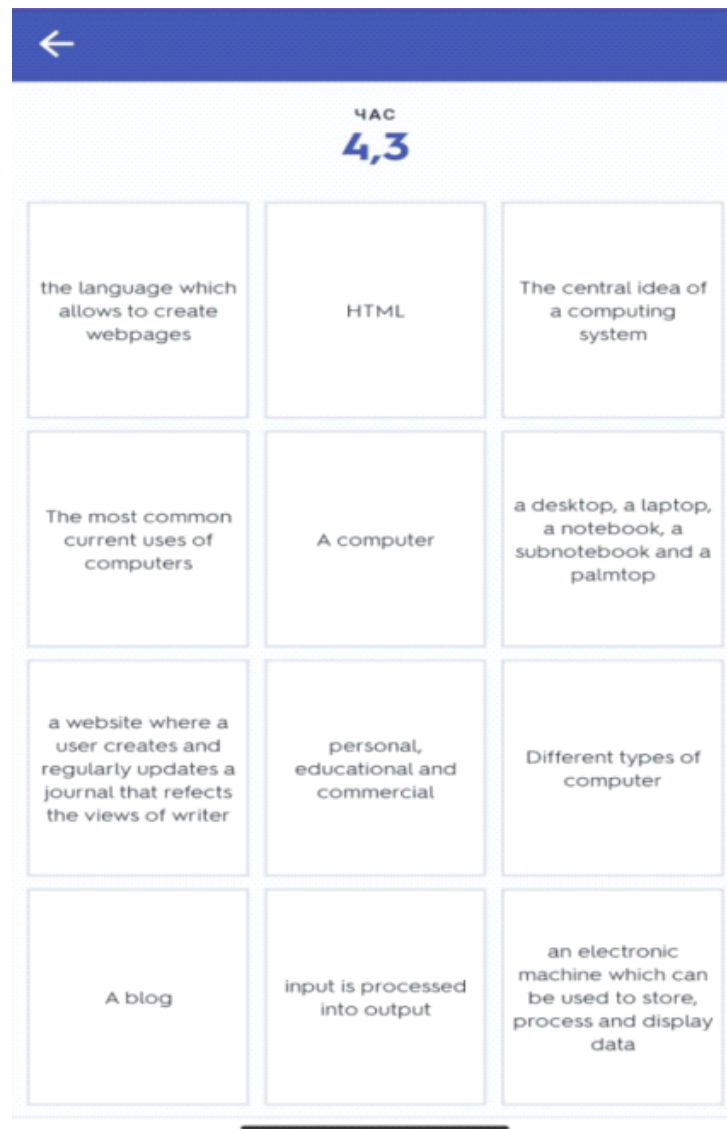 ЧАС
4,3
the language which
allows to create
webpages
HTML
The central idea of
a computing
system
The most common
current uses of
computers
A computer
a desktop, a laptop,
a notebook, a
subnotebook and a
palmtop
a website where a
user creates and
regularly updates a
journal that refects
the views of writer
personal,
educational and
commercial
Different types of
computer
A blog
input is processed
into output
an electronic
machine which can
be used to store,
process and display
data